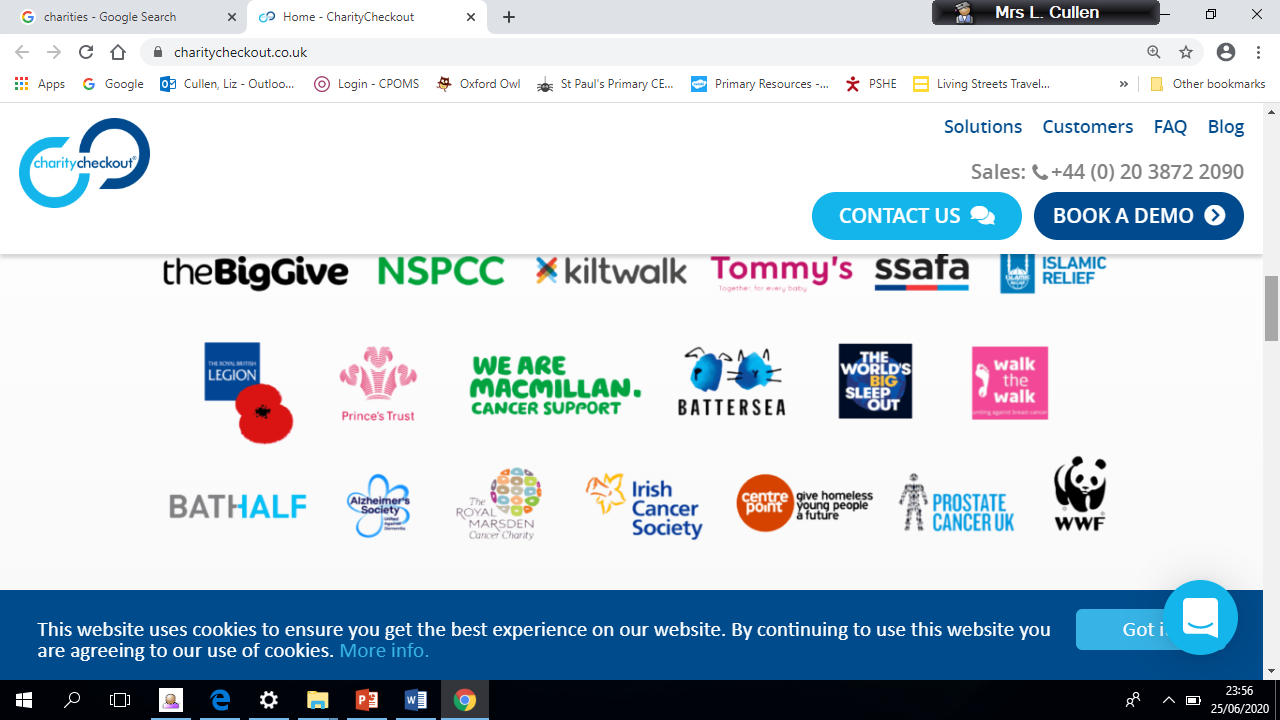 charities - Google Search
Home - CharityCheckout
Mrs L. Cullen
charitycheckout.co.uk
Apps
Google
Cullen, Liz - Outloo...
Login - CPOMS
Oxford Owl
St Paul's Primary CE...
Primary Resources -...
PSHE
Living Streets Travel...
»
Other bookmarks
charitycheckout®
Solutions Customers FAQ Blog
Sales: +44 (0) 20 3872 2090
CONTACT US
BOOK A DEMO
theBigGive
NSPCC
kiltwalk
Tommy's
Together, for every baby
ssafa
ISLAMIC
RELIEF
THE ROYAL BRITISH
LEGION
Prince's Trust
WE ARE
MACMILLAN.
CANCER SUPPORT
BATTERSEA
THE
WORLD'S
BIG
SLEEP
OUT
walk
the
walk
uniting against breast cancer
BATHALF
Alzheimer's
Society
United
Against
Dementia
The
ROYAL
MARSDEN
Cancer Charity
Irish
Cancer
Society
centre
point
give homeless
young people
a future
PROSTATE
CANCER UK
WWF
This website uses cookies to ensure you get the best experience on our website. By continuing to use this website you
are agreeing to our use of cookies. More info.
Got i
23:56
25/06/2020